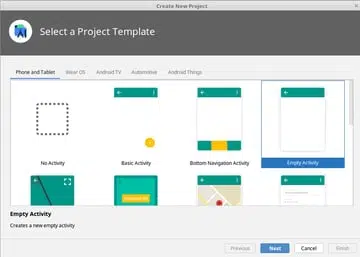 Create New Project
Select a Project Template
Phone and Tablet
Wear OS
Android TV
Automotive
Android Things
No Activity
Basic Activity
Bottom Navigation Activity
Empty Activity
Empty Activity
Creates a new empty activity
Previous
Next
Cancel
Finish